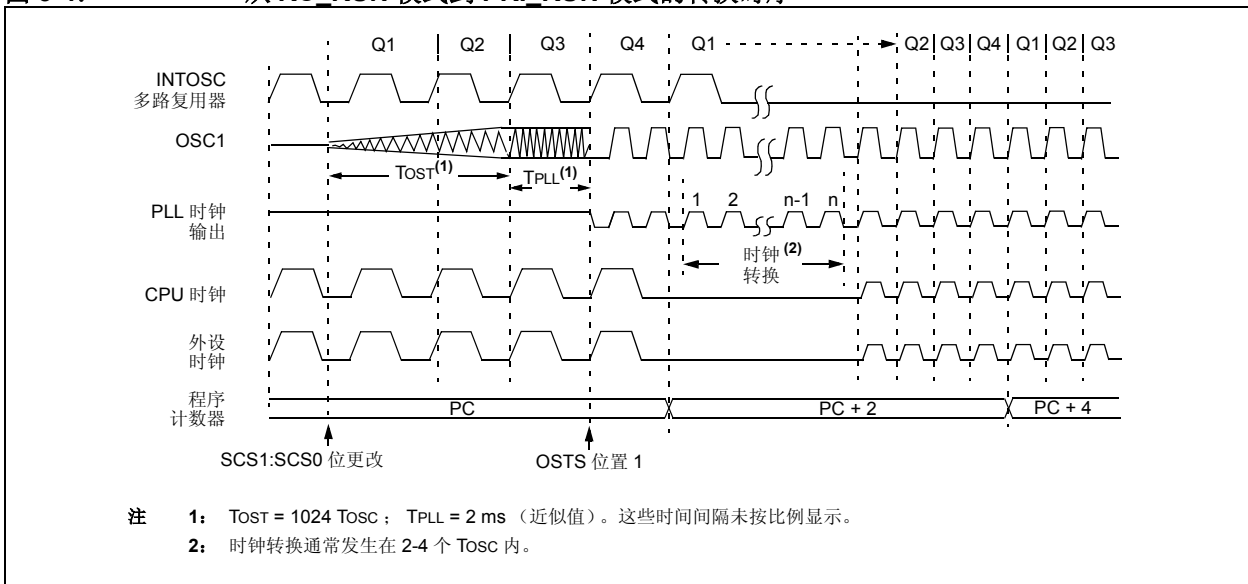 Q1 Q2 Q3 Q4 Q1 Q2 Q3 Q4 Q1 Q2 Q3
INTOSC
多路复用器
OSC1
TOST(1) TPLL(1)
1 2 n-1 n
PLL 时钟
输出
时钟 (2)
转换
CPU 时钟
外设
时钟
程序
计数器
PC PC + 2 PC + 4
SCS1:SCS0 位更改 OSTS 位置 1
注 1: TOST = 1024 TOSC ; TPLL = 2 ms （近似值）。这些时间间隔未按比例显示。
2: 时钟转换通常发生在 2-4 个 TOSC 内。